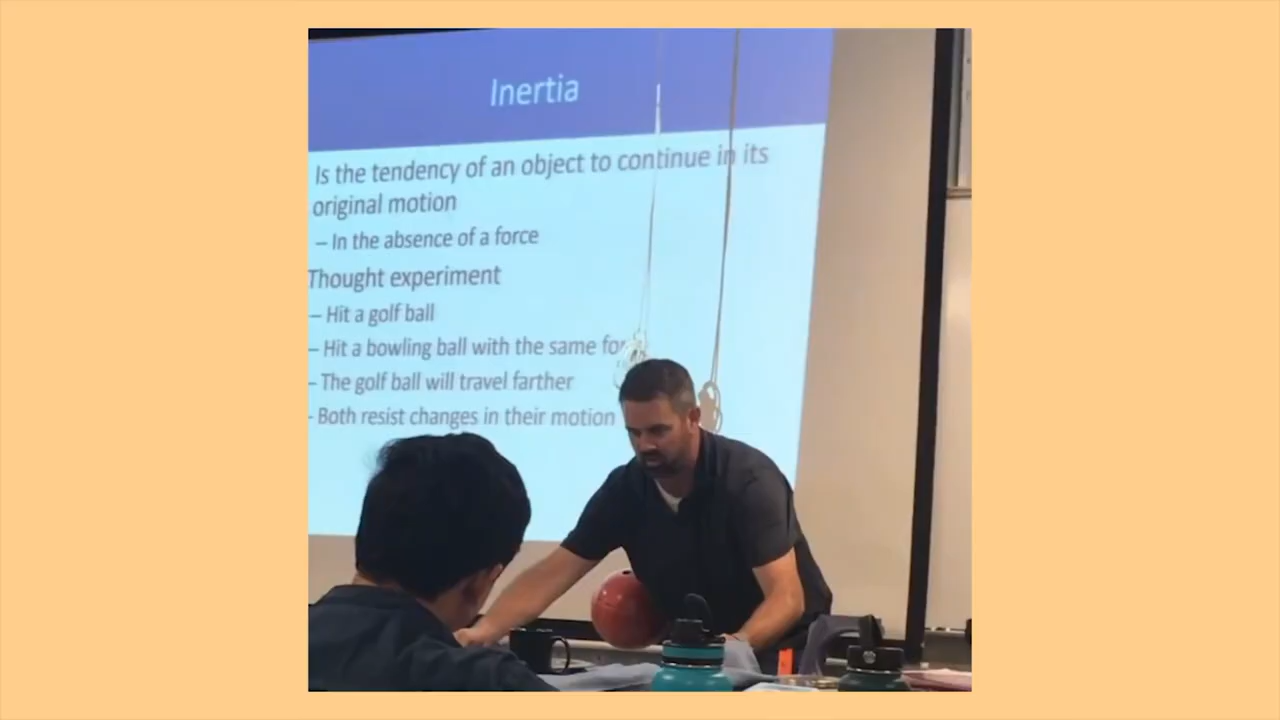 Inertia
Is the tendency of an object to continue in its
original motion
– In the absence of a force
Thought experiment
– Hit a golf ball
– Hit a bowling ball with the same
– The golf ball will travel farther
- Both resist changes in their motion